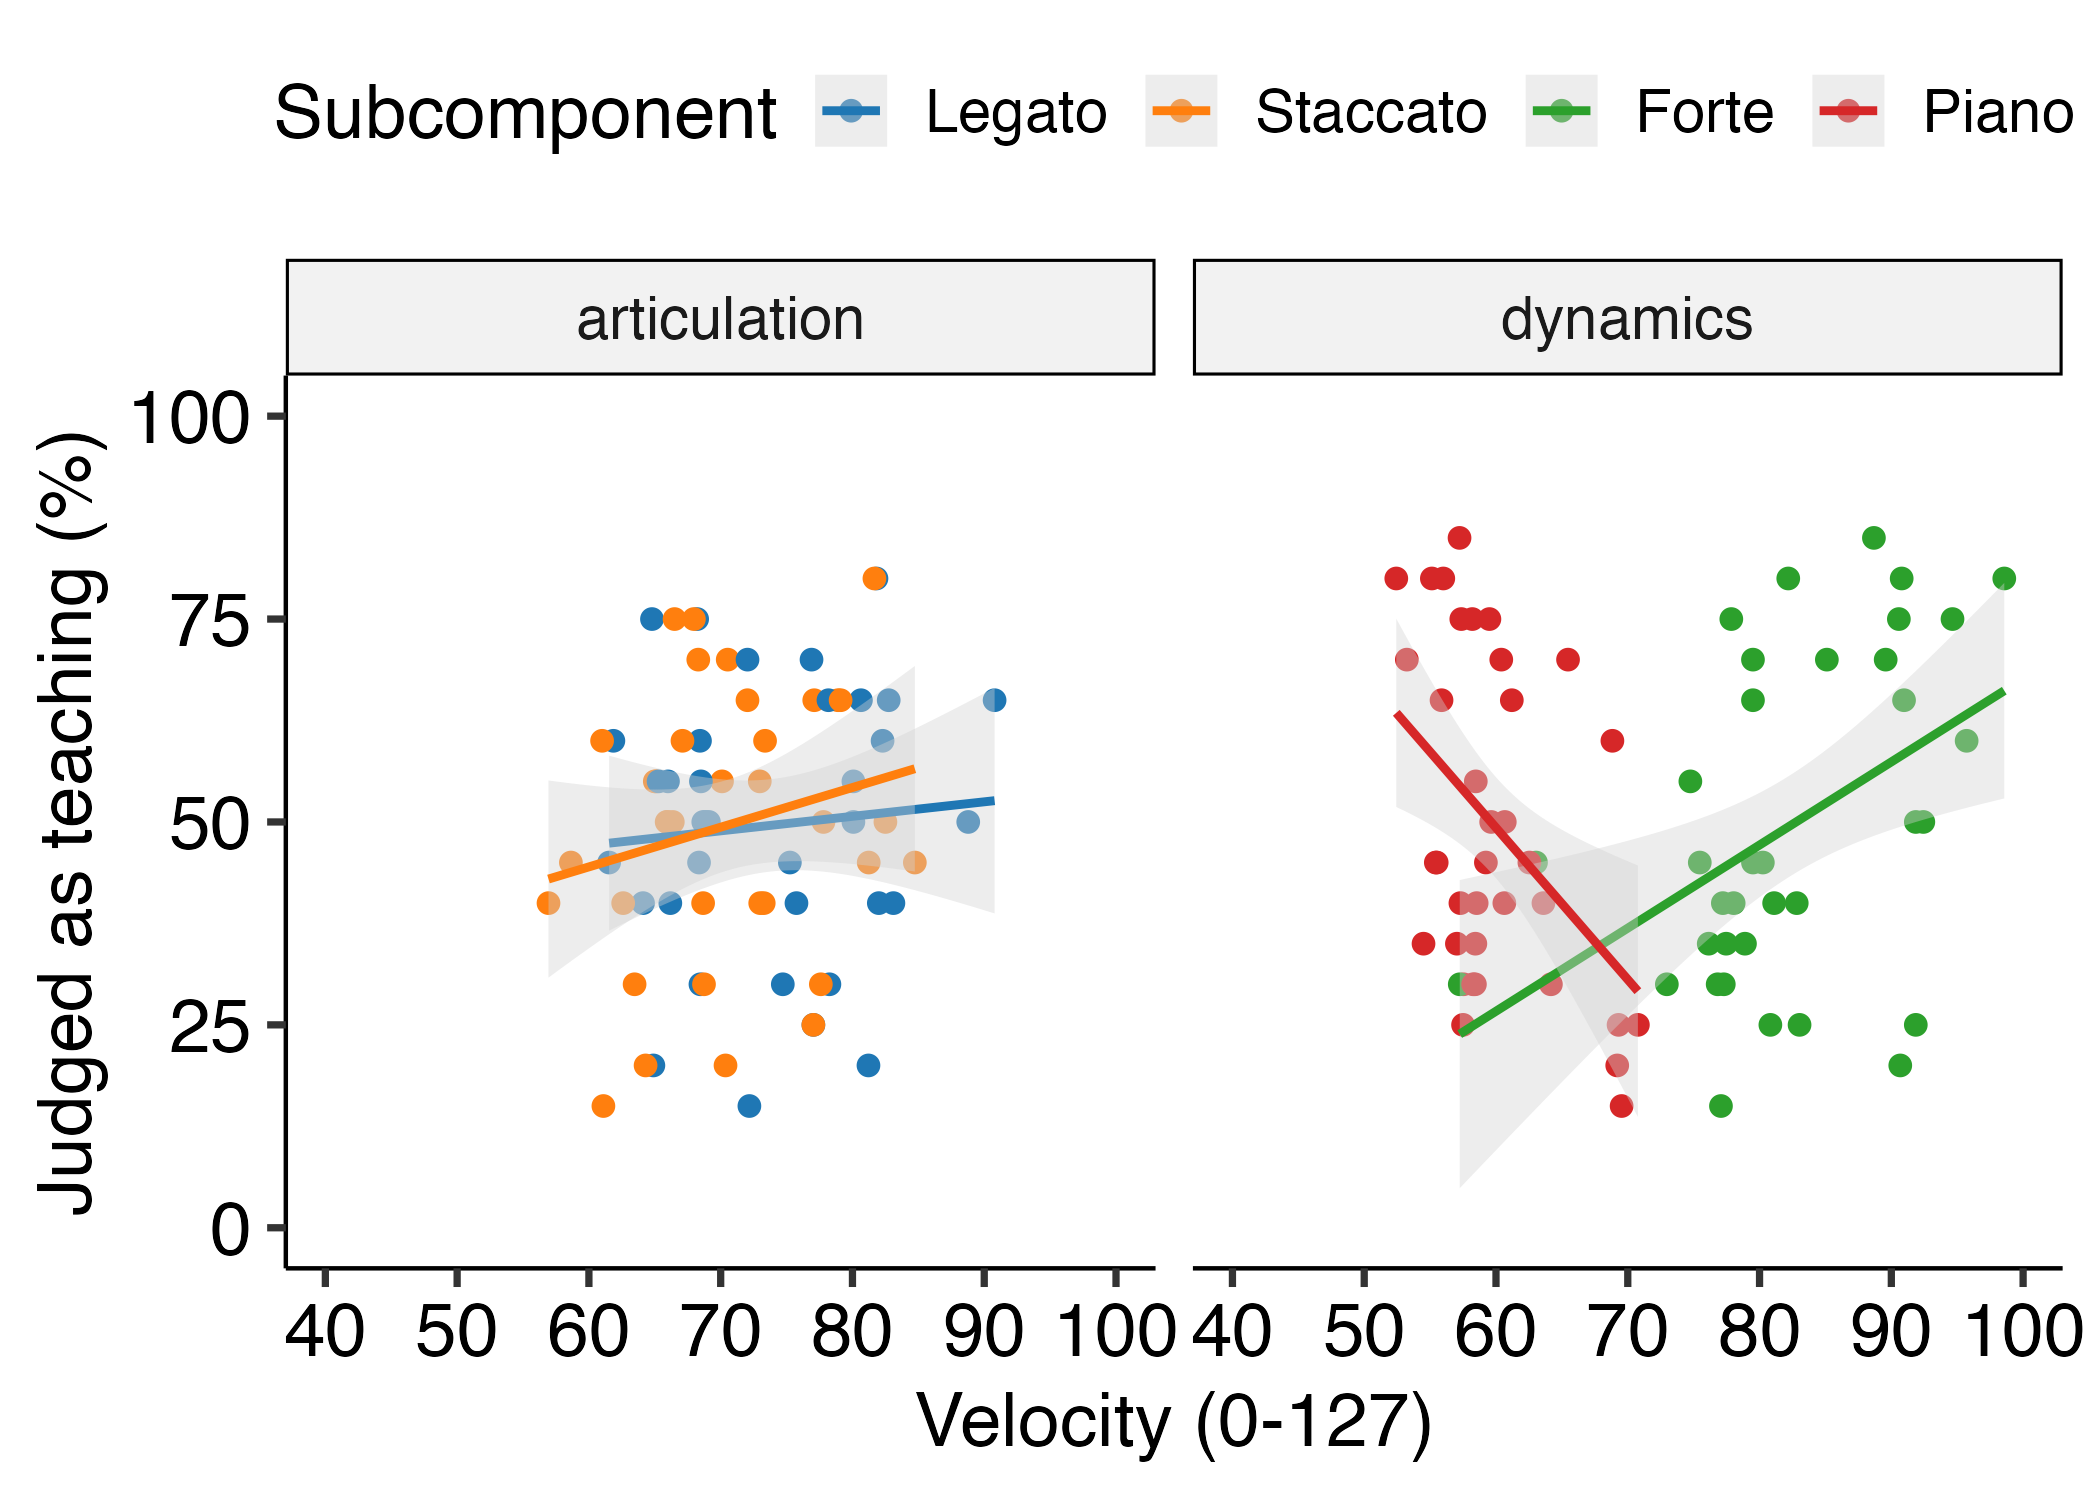 Subcomponent Legato Staccato Forte Piano
articulation dynamics
100
75
50
25
0
Judged as teaching (%)
40 50 60 70 80 90 100 40 50 60 70 80 90 100
Velocity (0-127)